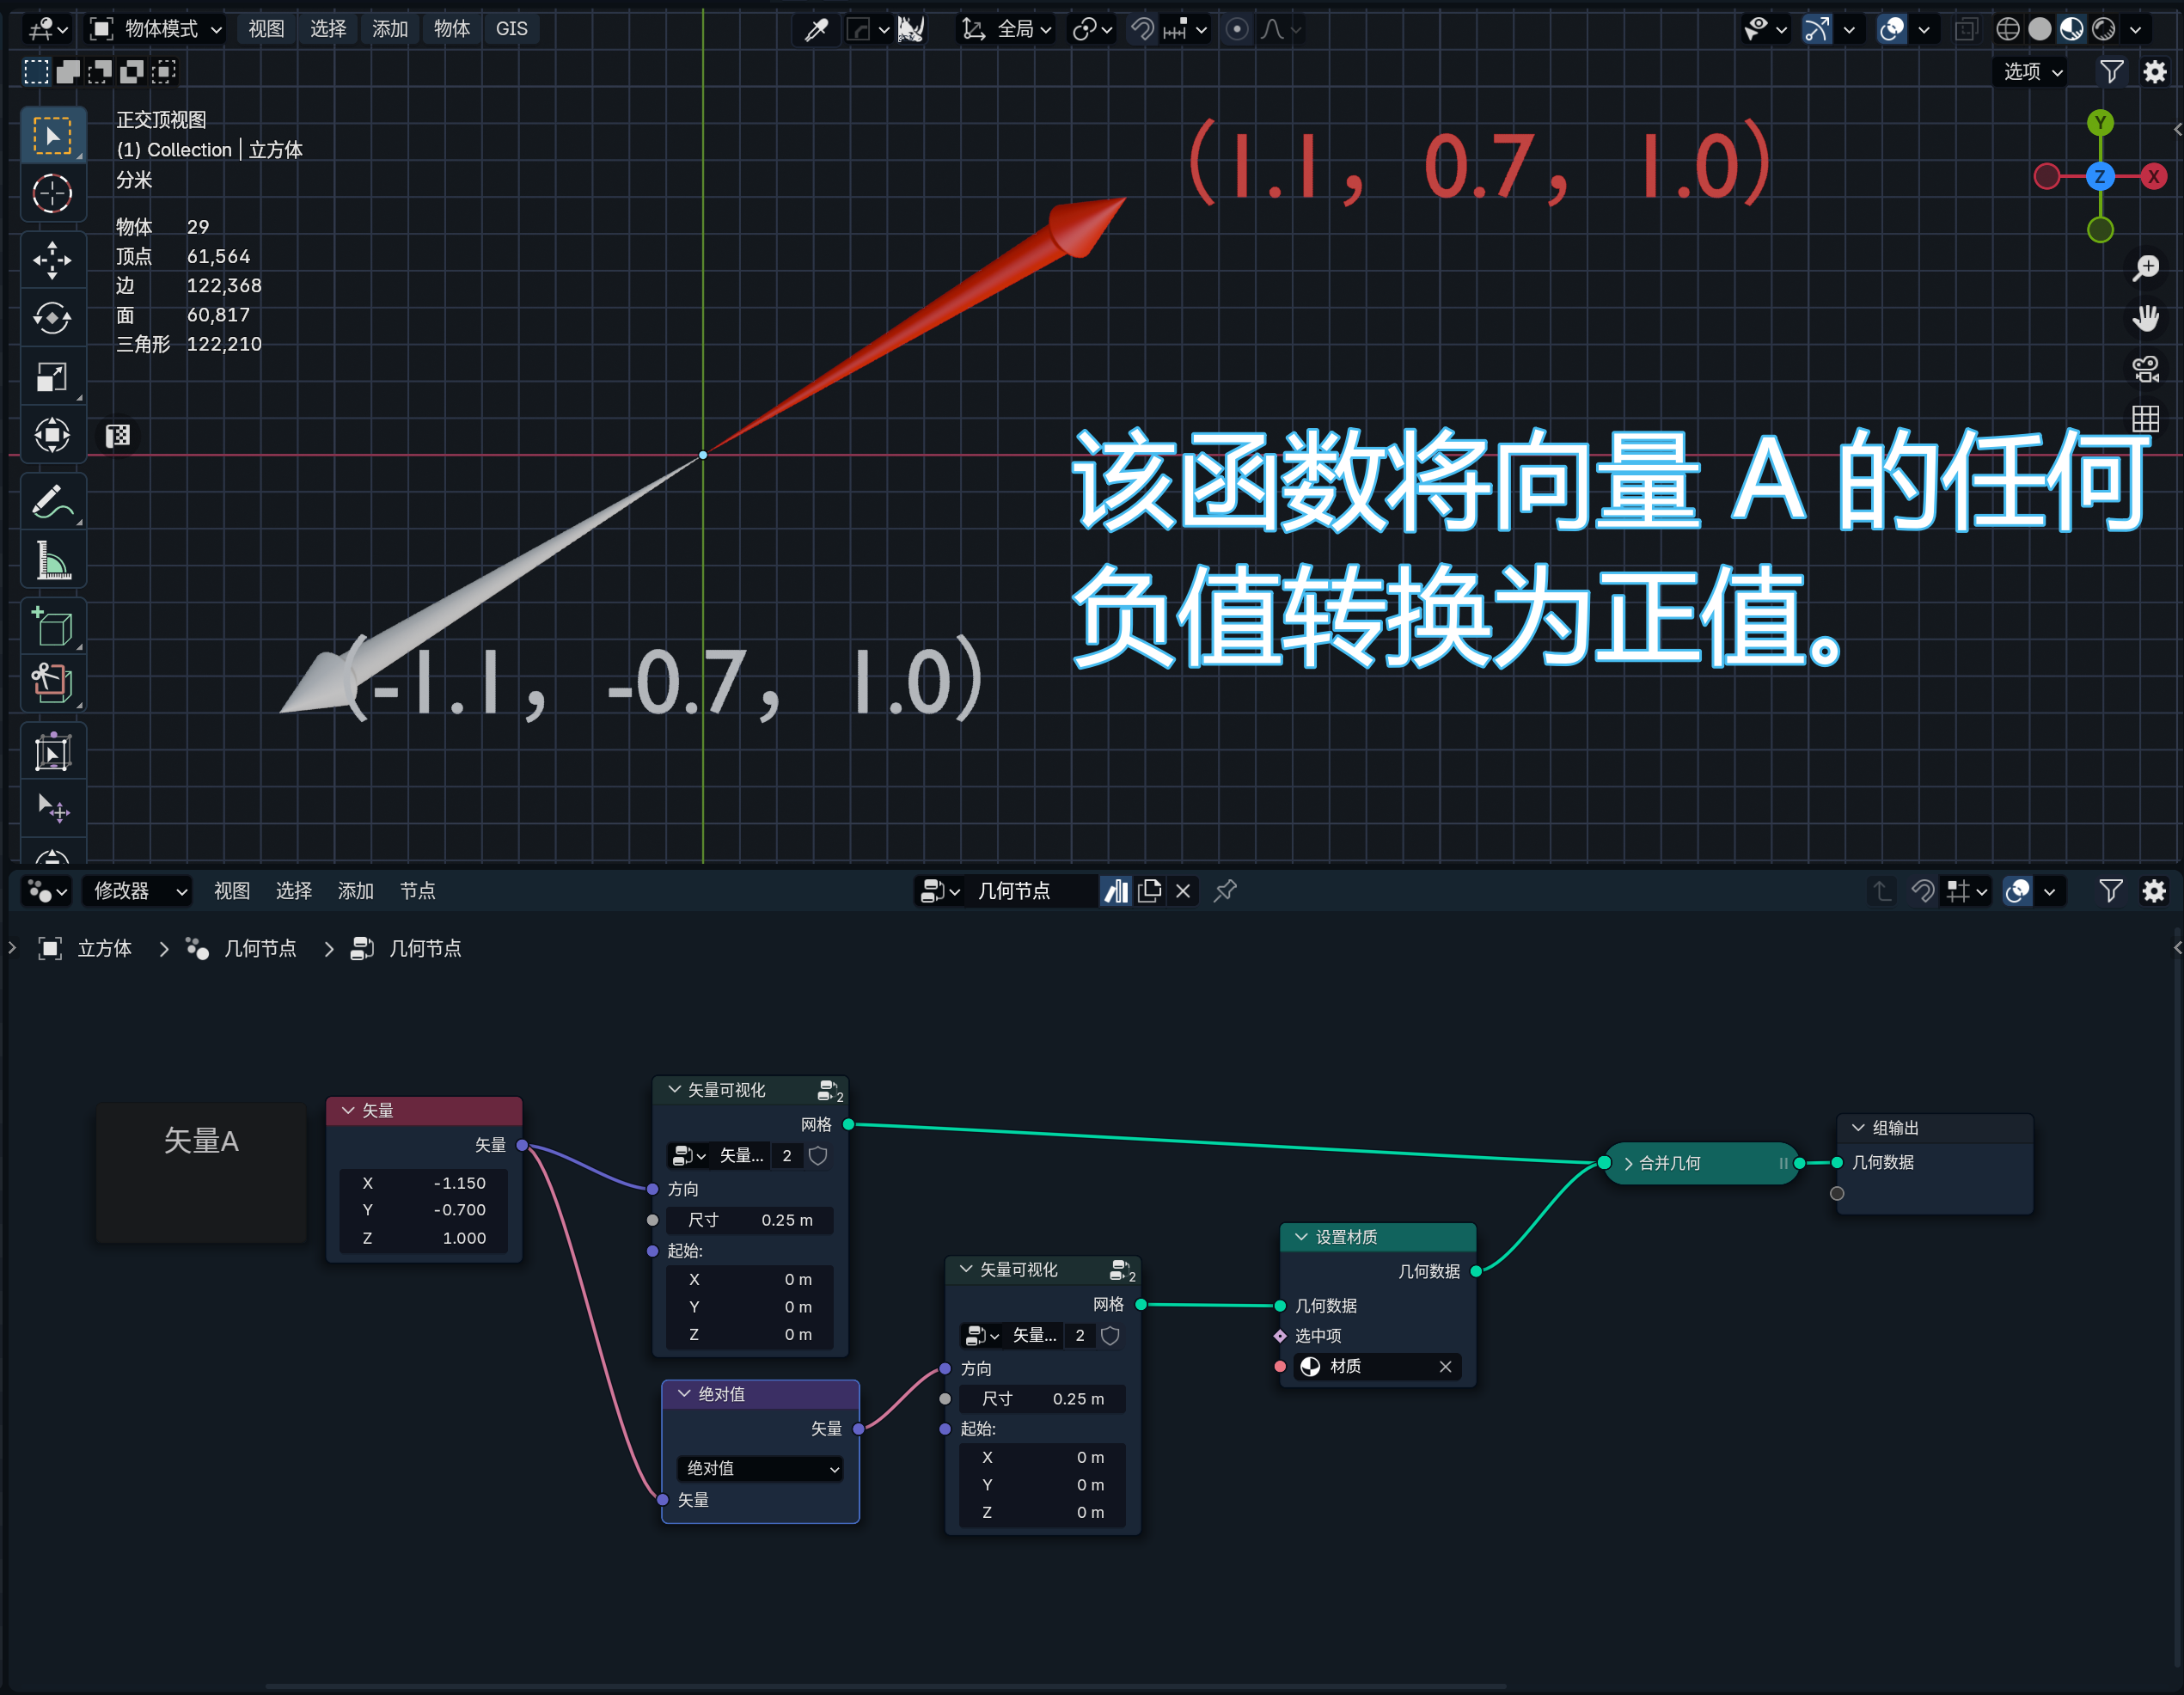 物体模式 视图 选择 添加 物体 GIS 全局
选项
正交顶视图
(1) Collection | 立方体
分米
物体 29
顶点 61,564
边 122,368
面 60,817
三角形 122,210
Y
Z
X
(1.1, 0.7, 1.0)
该函数将向量 A 的任何
负值转换为正值。
(-1.1, -0.7, 1.0)
修改器 视图 选择 添加 节点 几何节点
立方体 几何节点 几何节点
矢量A
矢量
矢量
X -1.150
Y -0.700
Z 1.000
矢量可视化 2
网格
矢量... 2
方向
尺寸 0.25 m
起始:
X 0 m
Y 0 m
Z 0 m
绝对值
矢量
绝对值
矢量
矢量可视化 2
网格
矢量... 2
方向
尺寸 0.25 m
起始:
X 0 m
Y 0 m
Z 0 m
设置材质
几何数据
几何数据
选中项
材质
合并几何
组输出
几何数据